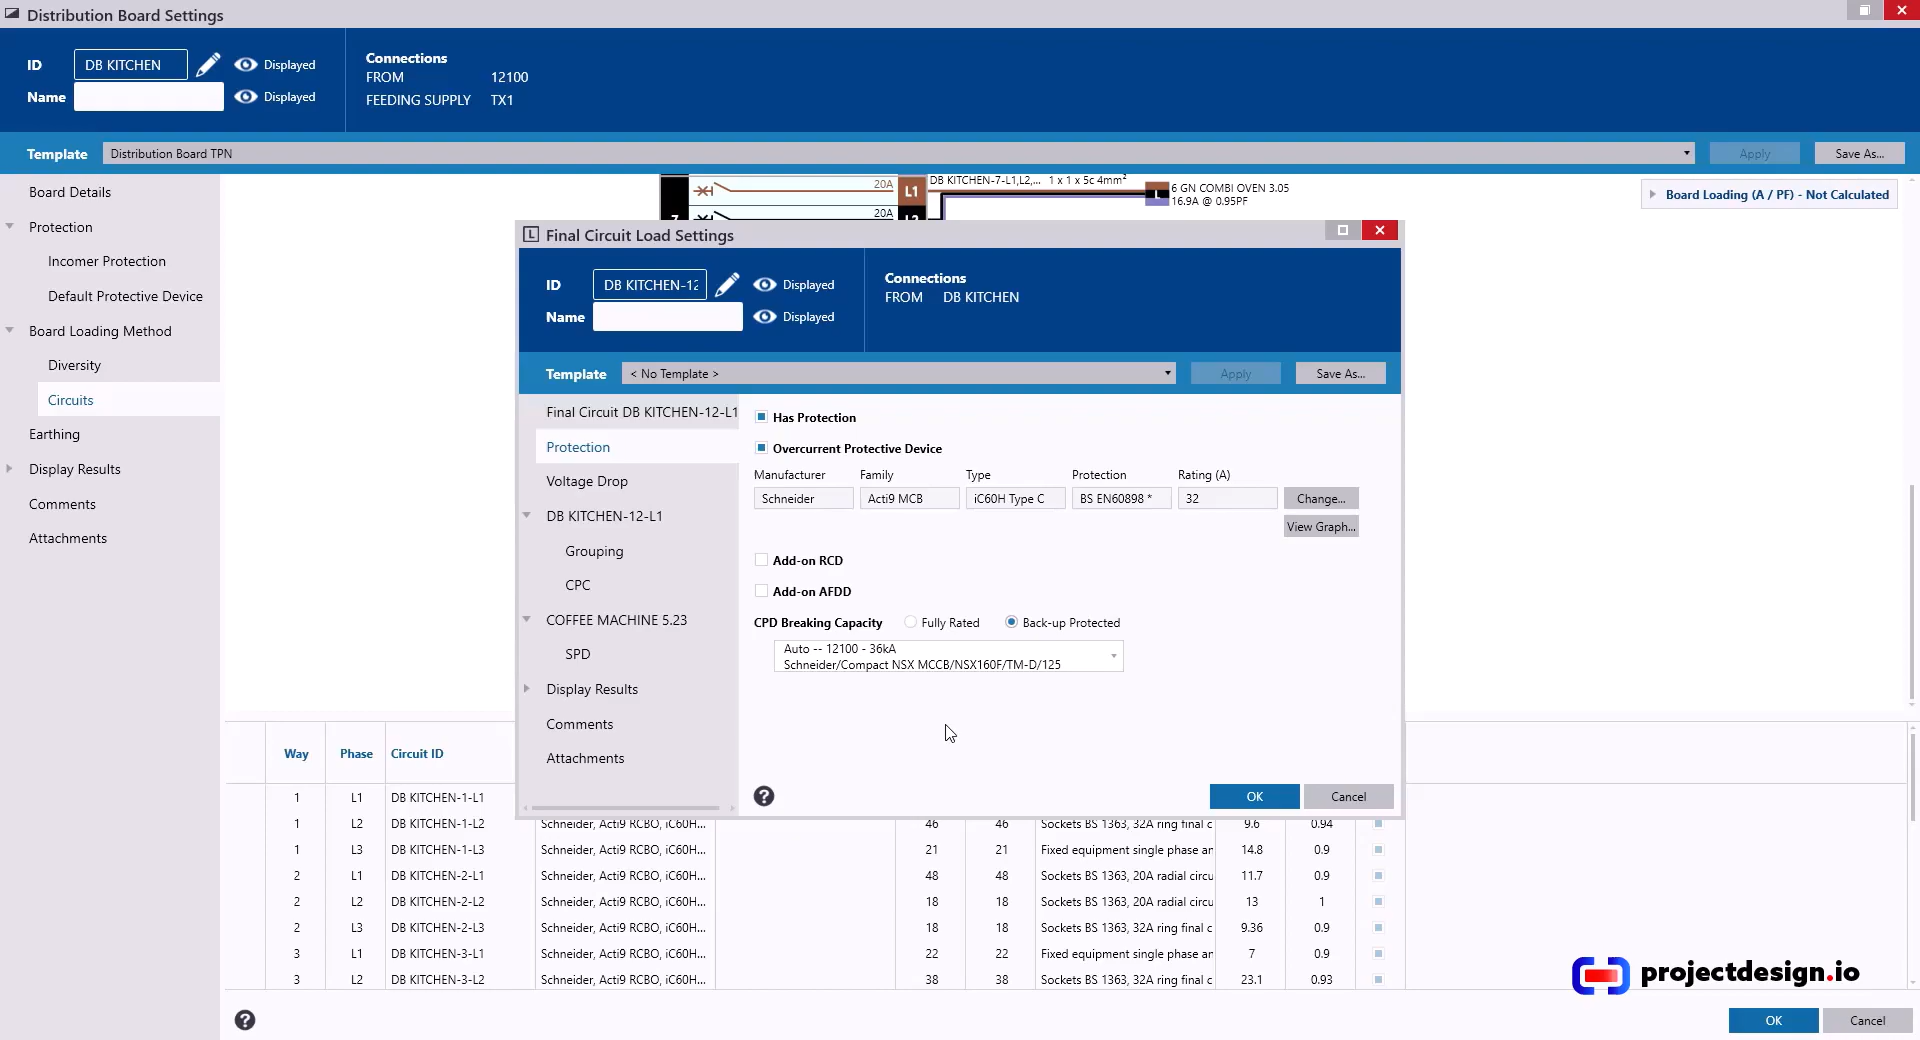 Distribution Board Settings
ID DB KITCHEN Displayed
Name Displayed
Connections
FROM 12100
FEEDING SUPPLY TX1
Template Distribution Board TPN Apply Save As...
Board Details
Protection
Incomer Protection
Default Protective Device
Board Loading Method
Diversity
Circuits
Earthing
Display Results
Comments
Attachments
20A L1 DB KITCHEN-7-L1,L2,... 1 x 1 x 5c 4mm²
20A L2
7
L
6 GN COMBI OVEN 3.05
16.9A @ 0.95PF
Board Loading (A / PF) - Not Calculated
L Final Circuit Load Settings
ID DB KITCHEN-12 Displayed
Name Displayed
Connections
FROM DB KITCHEN
Template < No Template > Apply Save As...
Final Circuit DB KITCHEN-12-L1
Protection
Voltage Drop
DB KITCHEN-12-L1
Grouping
CPC
COFFEE MACHINE 5.23
SPD
Display Results
Comments
Attachments
Has Protection
Overcurrent Protective Device
Manufacturer Family Type Protection Rating (A)
Schneider Acti9 MCB iC60H Type C BS EN60898 * 32 Change...
View Graph...
Add-on RCD
Add-on AFDD
CPD Breaking Capacity Fully Rated Back-up Protected
Auto -- 12100 - 36kA
Schneider/Compact NSX MCCB/NSX160F/TM-D/125
? OK Cancel
Way Phase Circuit ID
1 L1 DB KITCHEN-1-L1
1 L2 DB KITCHEN-1-L2 Schneider, Acti9 RCBO, iC60H... 46 46 Sockets BS 1363, 32A ring final c 9.6 0.94
1 L3 DB KITCHEN-1-L3 Schneider, Acti9 RCBO, iC60H... 21 21 Fixed equipment single phase an 14.8 0.9
2 L1 DB KITCHEN-2-L1 Schneider, Acti9 RCBO, iC60H... 48 48 Sockets BS 1363, 20A radial circu 11.7 0.9
2 L2 DB KITCHEN-2-L2 Schneider, Acti9 RCBO, iC60H... 18 18 Sockets BS 1363, 20A radial circu 13 1
2 L3 DB KITCHEN-2-L3 Schneider, Acti9 RCBO, iC60H... 18 18 Sockets BS 1363, 32A ring final c 9.36 0.9
3 L1 DB KITCHEN-3-L1 Schneider, Acti9 RCBO, iC60H... 22 22 Fixed equipment single phase an 7 0.9
3 L2 DB KITCHEN-3-L2 Schneider, Acti9 RCBO, iC60H... 38 38 Sockets BS 1363, 32A ring final c 23.1 0.93
projectdesign.io
? OK Cancel